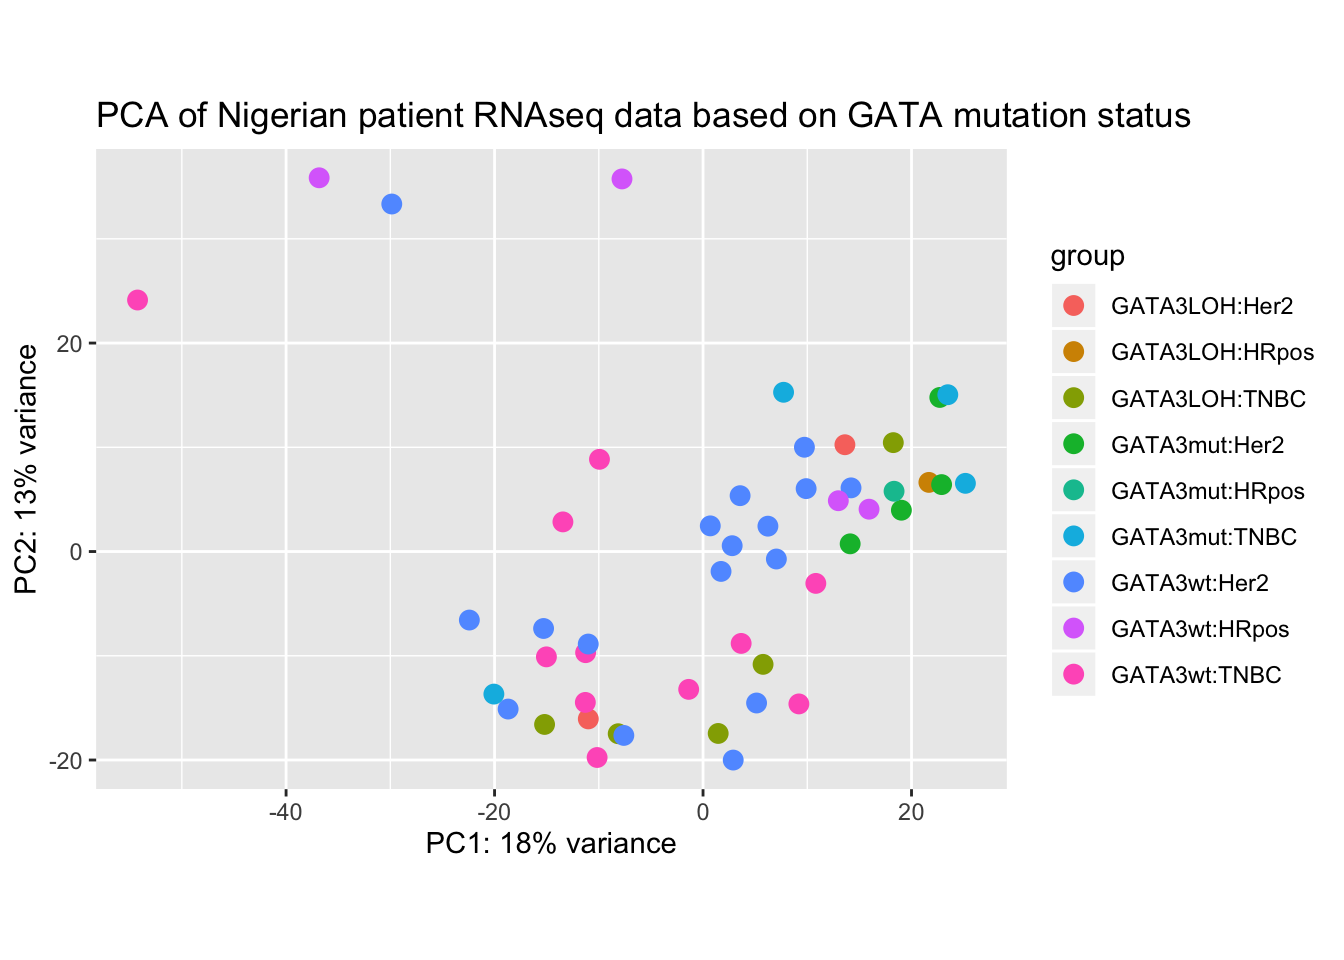 PCA of Nigerian patient RNAseq data based on GATA mutation status
PC2: 13% variance
20
0
-20
-40
-20
0
20
PC1: 18% variance
group
GATA3LOH:Her2
GATA3LOH:HRpos
GATA3LOH:TNBC
GATA3mut:Her2
GATA3mut:HRpos
GATA3mut:TNBC
GATA3wt:Her2
GATA3wt:HRpos
GATA3wt:TNBC